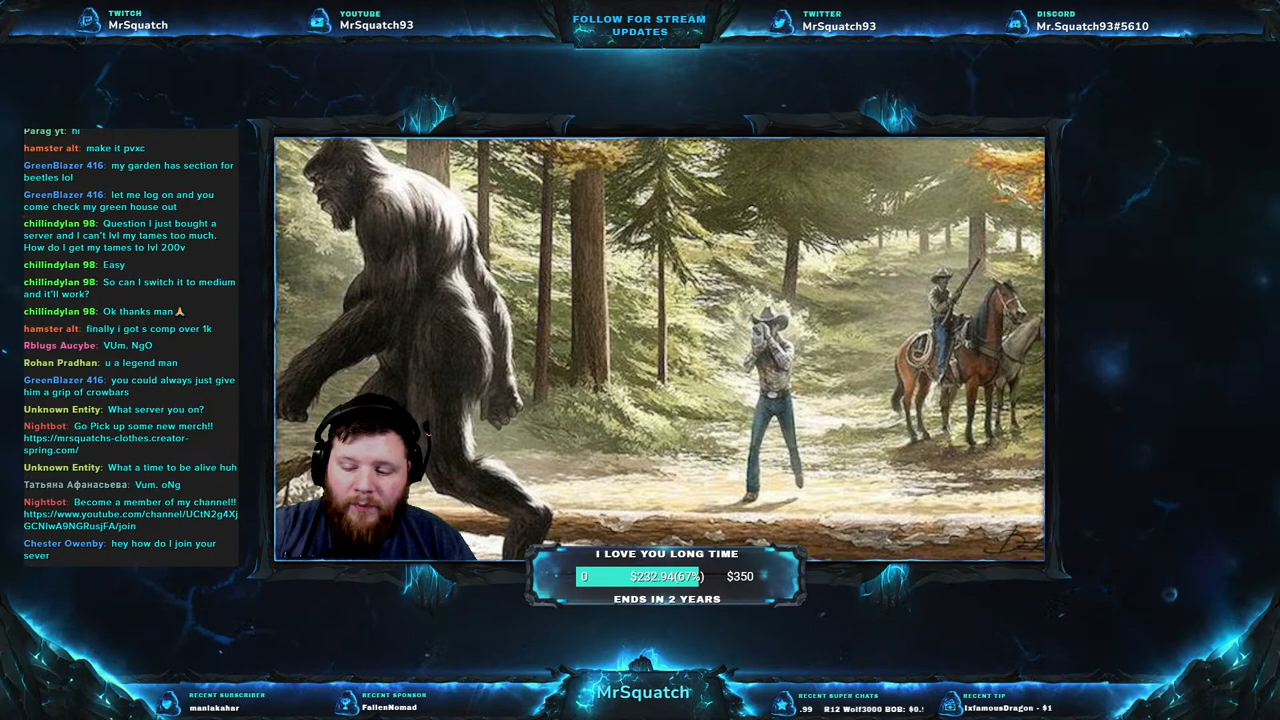 TWITCH
MrSquatch
YOUTUBE
MrSquatch93
FOLLOW FOR STREAM
UPDATES
TWITTER
MrSquatch93
DISCORD
Mr.Squatch93#5610
Parag yt: hi
hamster alt: make it pvxc
GreenBlazer 416: my garden has section for
beetles lol
GreenBlazer 416: let me log on and you
come check my green house out
chillindylan 98: Question I just bought a
server and I can't lvl my tames too much.
How do I get my tames to lvl 200v
chillindylan 98: Easy
chillindylan 98: So can I switch it to medium
and it'll work?
chillindylan 98: Ok thanks man🙏
hamster alt: finally i got s comp over 1k
Rblugs Aucybe: VUm. NgO
Rohan Pradhan: u a legend man
GreenBlazer 416: you could always just give
him a grip of crowbars
Unknown Entity: What server you on?
Nightbot: Go Pick up some new merch!!
https://mrsquatchs-clothes.creator-
spring.com/
Unknown Entity: What a time to be alive huh
Татьяна Афанасьева: Vum. oNg
Nightbot: Become a member of my channel!!!
https://www.youtube.com/channel/UCtN2g4Xj
GCNlwA9NGRusjFA/join
Chester Owenby: hey how do I join your
sever
I LOVE YOU LONG TIME
0 $232.94(67%) $350
ENDS IN 2 YEARS
RECENT SUBSCRIBER
maniakahar
RECENT SPONSOR
FallenNomad
MrSquatch
RECENT SUPER CHATS
.99 R12 Wolf3000 BOB: $0.
RECENT TIP
IxfamousDragon - $1